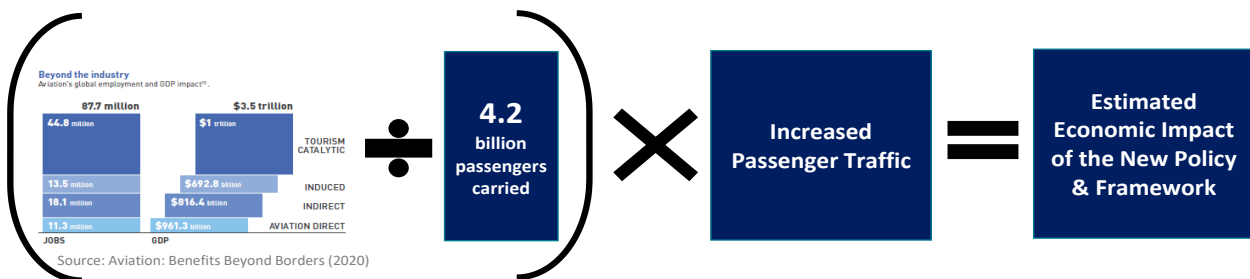 Beyond the industry
Aviation's global employment and GDP impact¹⁵.
87.7 million
$3.5 trillion
44.8 million
$1 trillion
TOURISM
CATALYTIC
13.5 million
$692.8 billion
INDUCED
18.1 million
$816.4 billion
INDIRECT
11.3 million
$961.3 billion
AVIATION DIRECT
JOBS
GDP
Source: Aviation: Benefits Beyond Borders (2020)
÷
4.2
billion
passengers
carried
×
Increased
Passenger Traffic
=
Estimated
Economic Impact
of the New Policy
& Framework